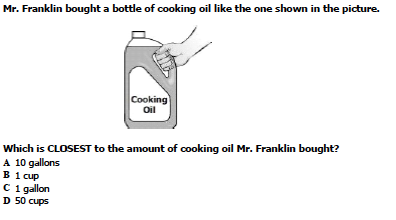 Mr. Franklin bought a bottle of cooking oil like the one shown in the picture.
Cooking
Oil
Which is CLOSEST to the amount of cooking oil Mr. Franklin bought?
A 10 gallons
B 1 cup
C 1 gallon
D 50 cups